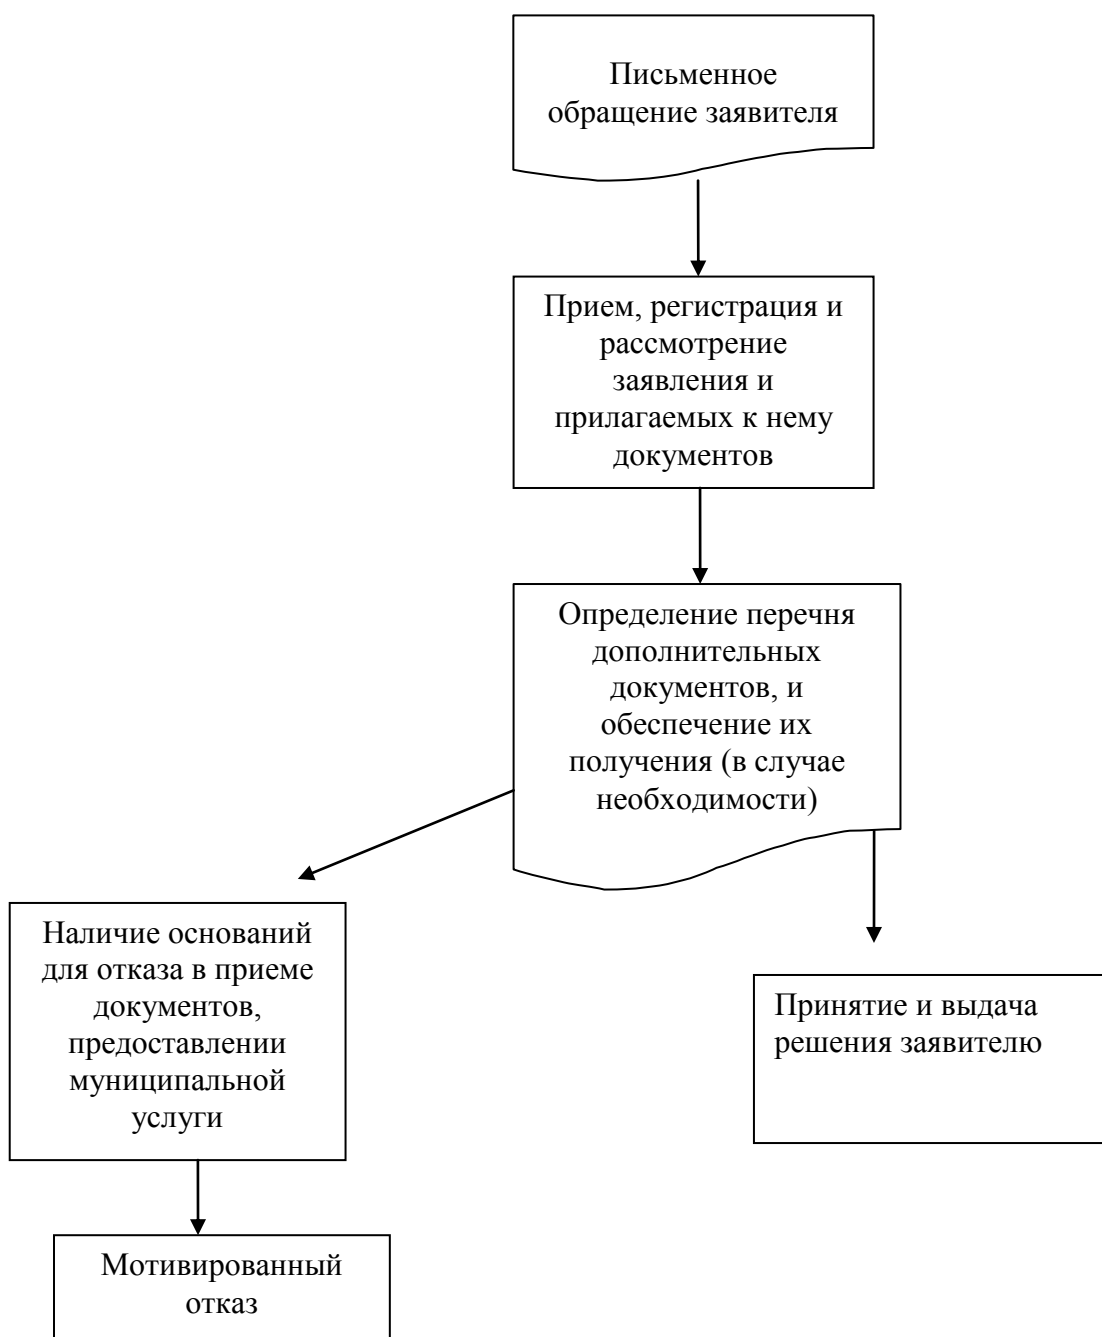 Письменное
обращение заявителя
Прием, регистрация и
рассмотрение
заявления и
прилагаемых к нему
документов
Определение перечня
дополнительных
документов, и
обеспечение их
получения (в случае
необходимости)
Наличие оснований
для отказа в приеме
документов,
предоставлении
муниципальной
услуги
Принятие и выдача
решения заявителю
Мотивированный
отказ